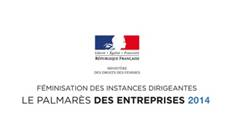 Liberté • Égalité • Fraternité
RÉPUBLIQUE FRANÇAISE
MINISTÈRE
DES DROITS DES FEMMES
FÉMINISATION DES INSTANCES DIRIGEANTES
LE PALMARÈS DES ENTREPRISES 2014